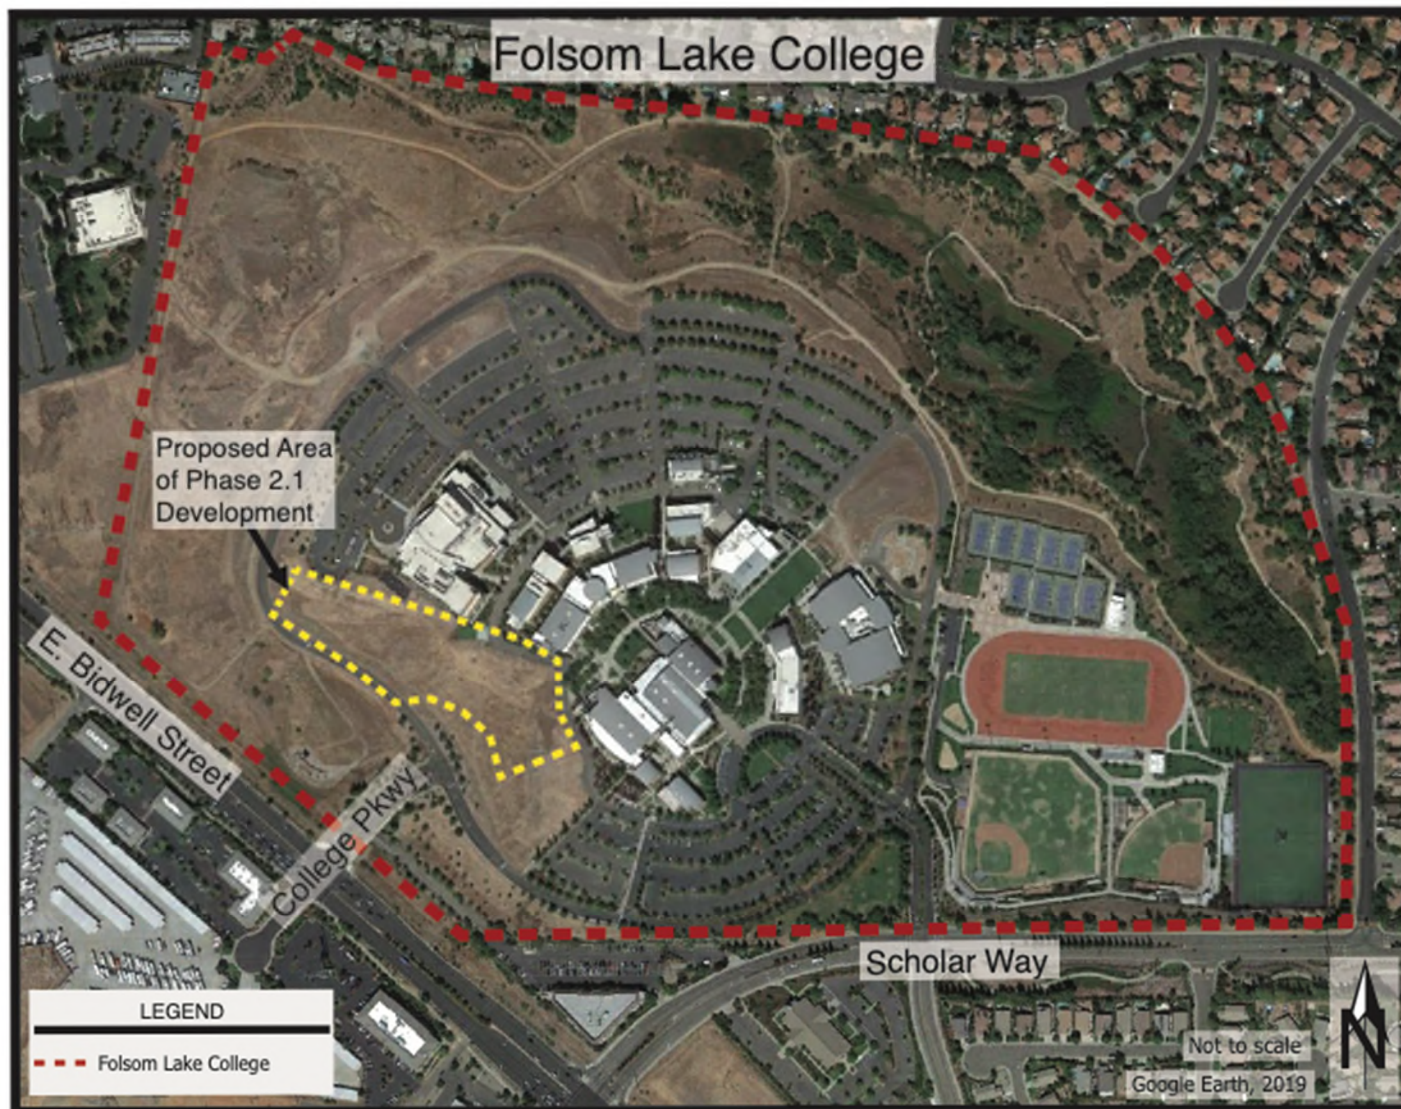 Folsom Lake College
Proposed Area
of Phase 2.1
Development
E. Bidwell Street
College Pkwy
Scholar Way
LEGEND
Folsom Lake College
Not to scale
Google Earth, 2019
N